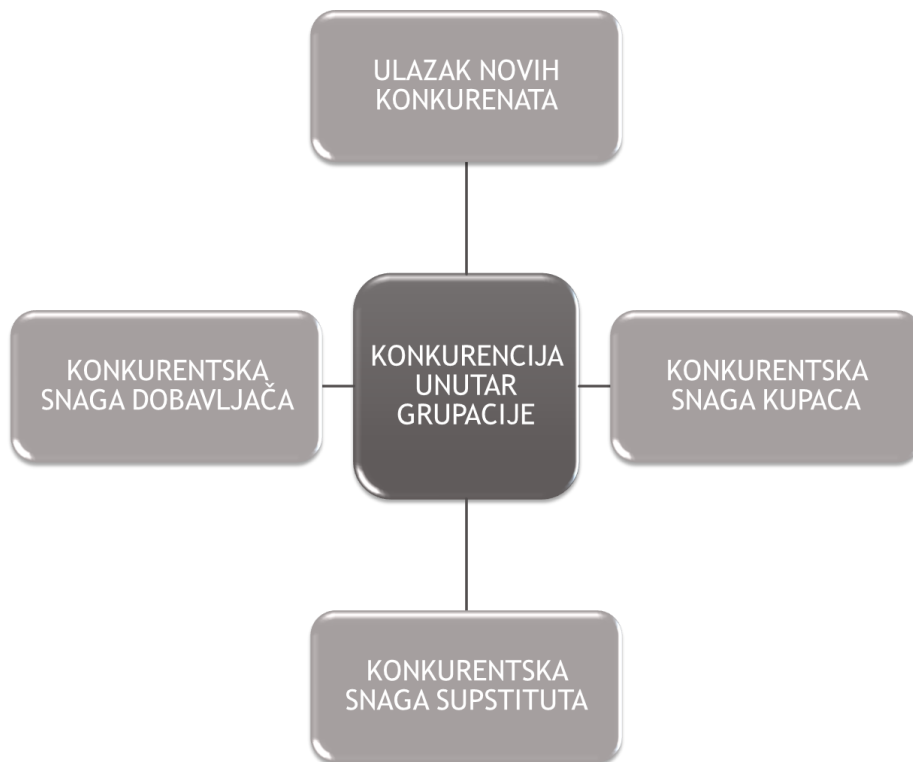 ULAZAK NOVIH
KONKURENATA
KONKURENTSKA
SNAGA DOBAVLJAČA
KONKURENCIJA
UNUTAR
GRUPACIJE
KONKURENTSKA
SNAGA KUPACA
KONKURENTSKA
SNAGA SUPSTITUTA